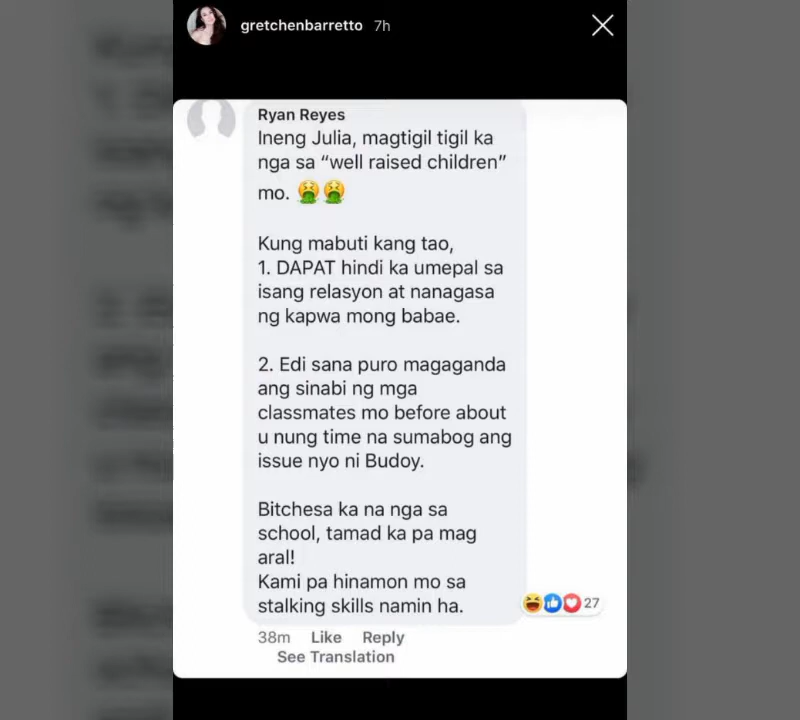 gretchenbarretto 7h
Ryan Reyes
Ineng Julia, magtigil tigil ka
nga sa “well raised children”
mo. 🤮🤮
Kung mabuti kang tao,
1. DAPAT hindi ka umepal sa
isang relasyon at nanagasa
ng kapwa mong babae.
2. Edi sana puro magaganda
ang sinabi ng mga
classmates mo before about
u nung time na sumabog ang
issue nyo ni Budoy.
Bitchesa ka na nga sa
school, tamad ka pa mag
aral!
Kami pa hinamon mo sa
stalking skills namin ha.
27
38m Like Reply
See Translation